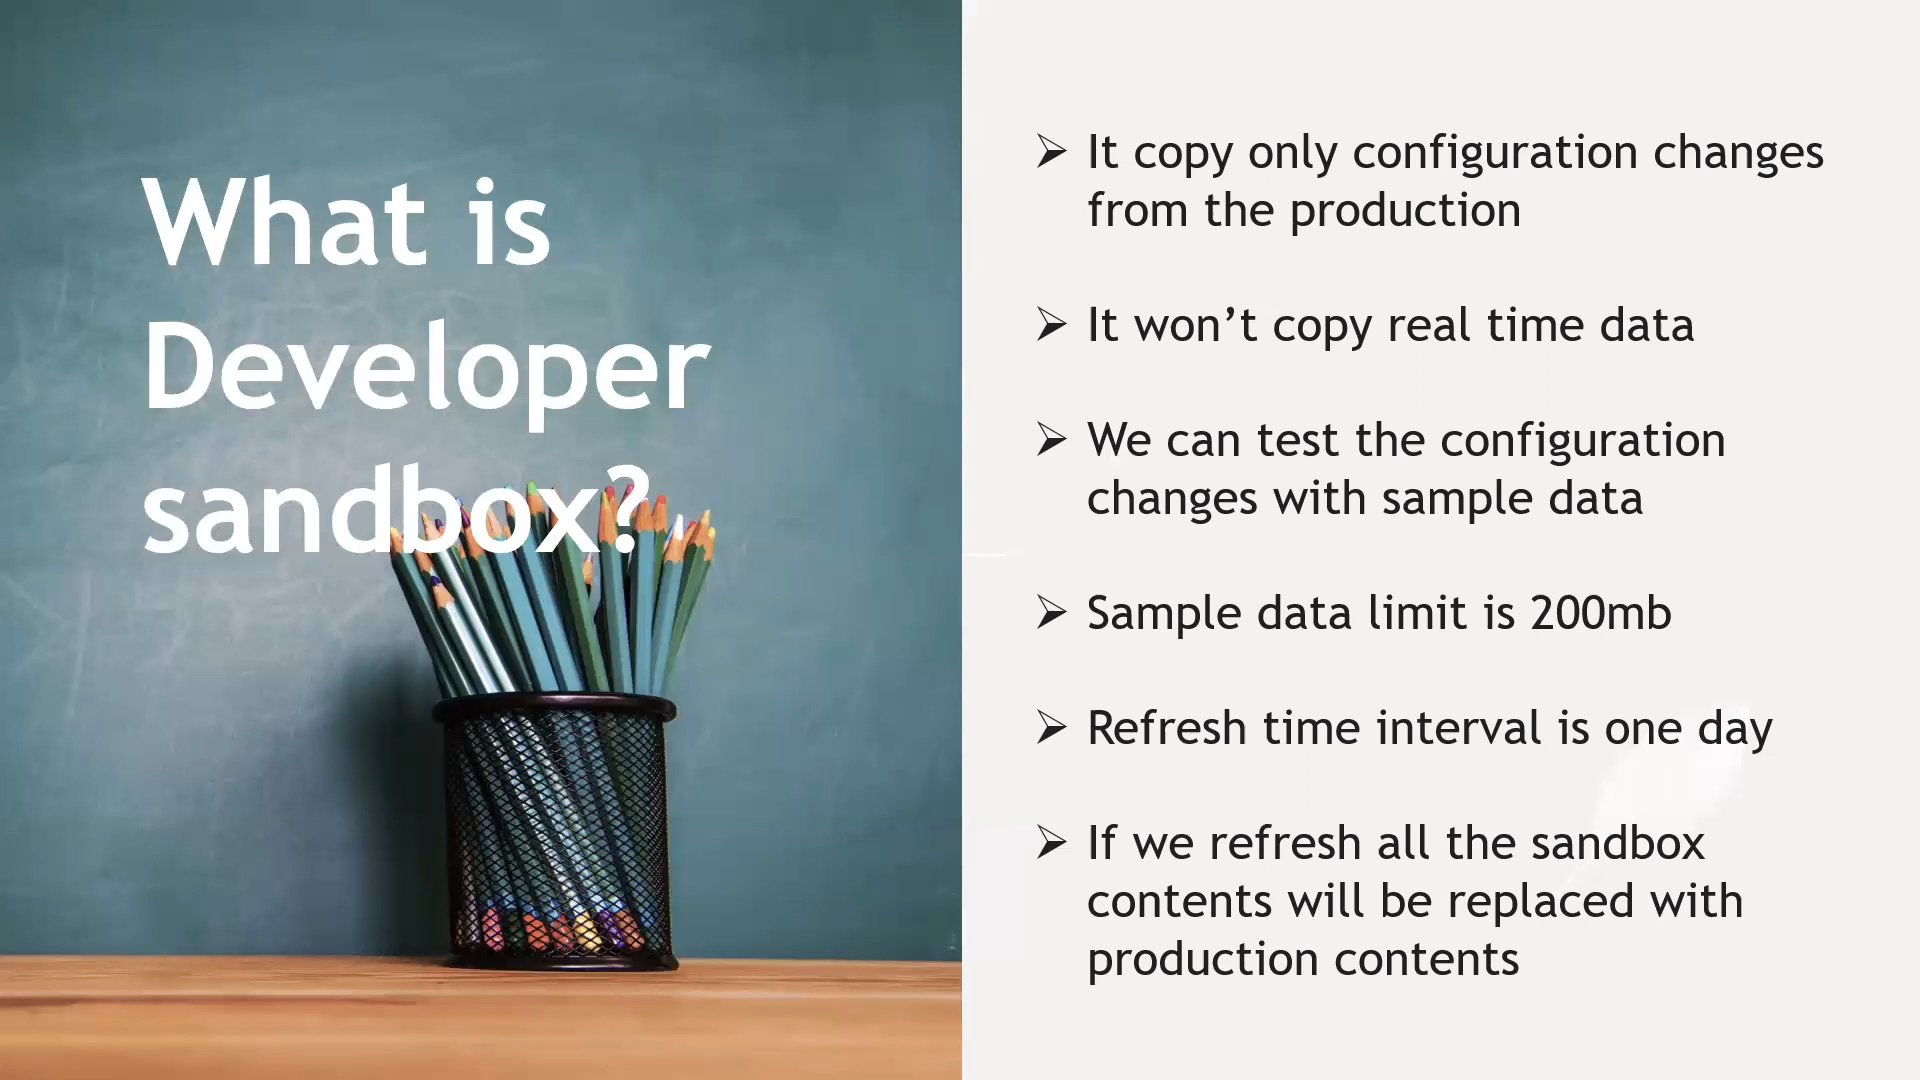 What is
Developer
sandbox?
It copy only configuration changes
from the production
It won’t copy real time data
We can test the configuration
changes with sample data
Sample data limit is 200mb
Refresh time interval is one day
If we refresh all the sandbox
contents will be replaced with
production contents